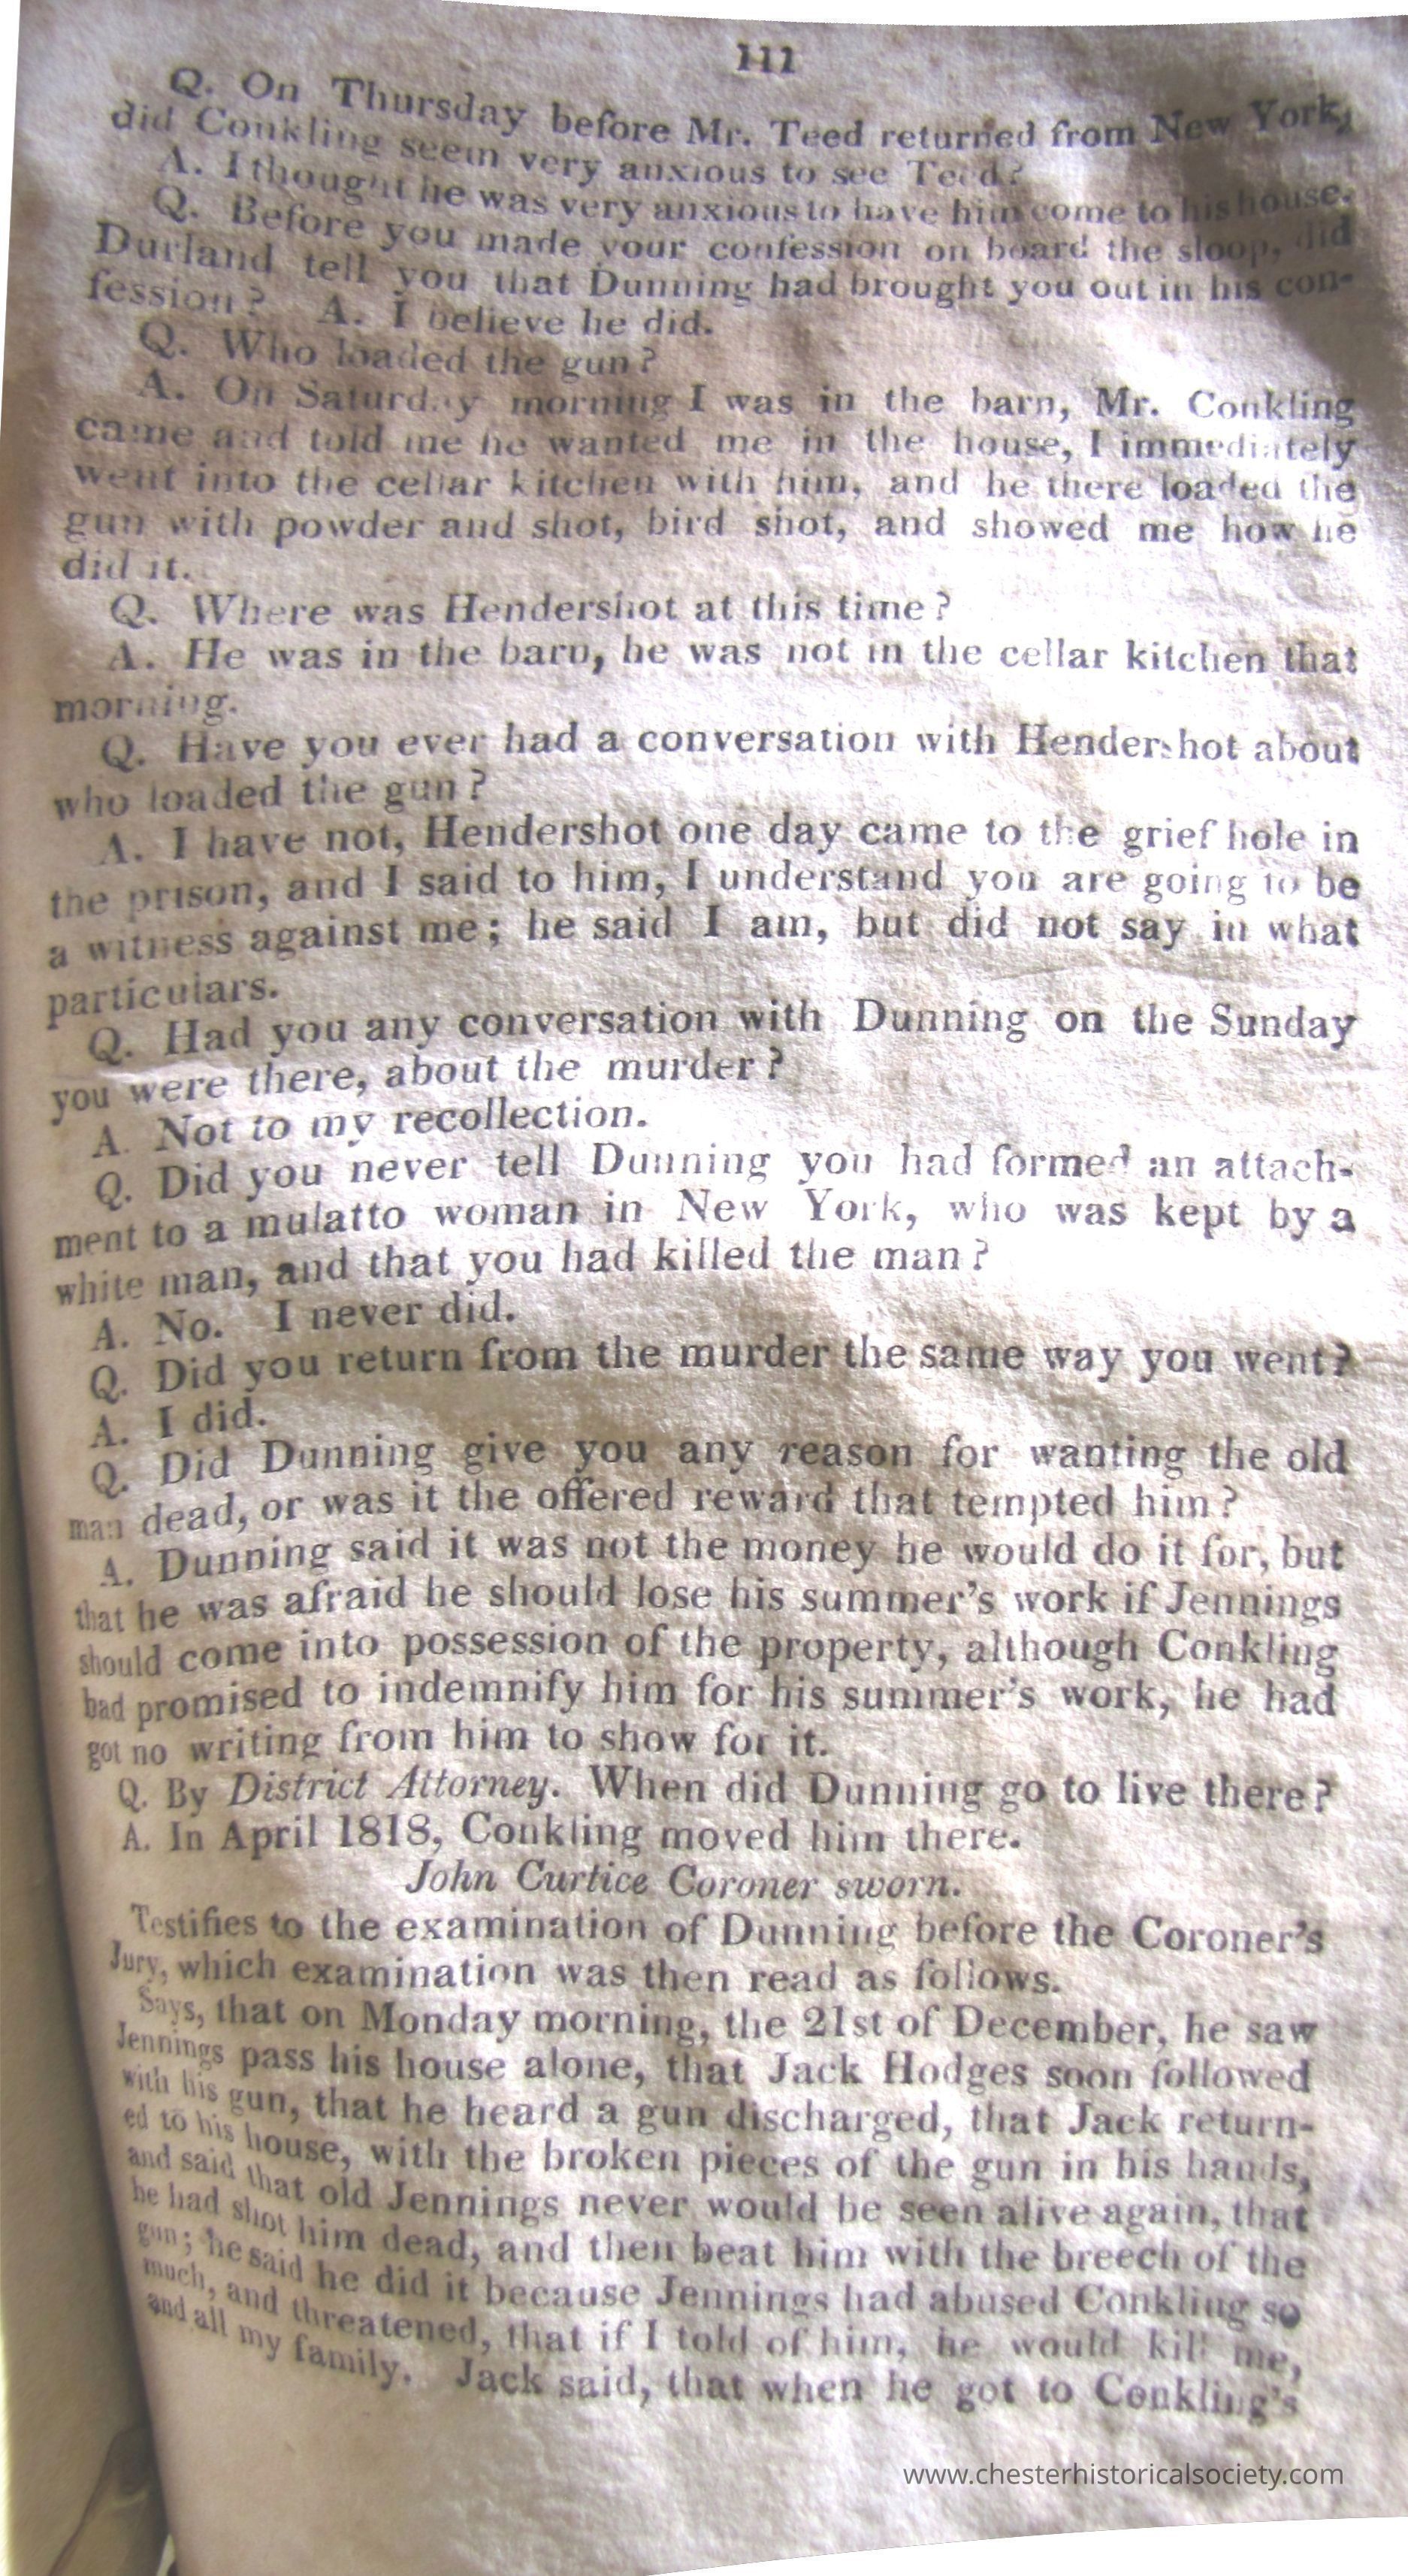 111
Q. On Thursday before Mr. Teed returned from New York,
did Conkling seem very anxious to see Teed?
A. I thought he was very anxious to have him come to his house.
Q. Before you made your confession on board the sloop, did
Durland tell you that Dunning had brought you out in his con-
fession? A. I believe he did.
Q. Who loaded the gun?
A. On Saturday morning I was in the barn, Mr. Conkling
came and told me he wanted me in the house, I immediately
went into the cellar kitchen with him, and he there loaded the
gun with powder and shot, bird shot, and showed me how he
did it.
Q. Where was Hendershot at this time?
A. He was in the barn, he was not in the cellar kitchen that
morning.
Q. Have you ever had a conversation with Hendershot about
who loaded the gun?
A. I have not, Hendershot one day came to the grief hole in
the prison, and I said to him, I understand you are going to be
a witness against me; he said I am, but did not say in what
particulars.
Q. Had you any conversation with Dunning on the Sunday
you were there, about the murder?
A. Not to my recollection.
Q. Did you never tell Dunning you had formed an attach-
ment to a mulatto woman in New York, who was kept by a
white man, and that you had killed the man?
A. No. I never did.
Q. Did you return from the murder the same way you went?
A. I did.
Q. Did Dunning give you any reason for wanting the old
man dead, or was it the offered reward that tempted him?
A. Dunning said it was not the money he would do it for, but
that he was afraid he should lose his summer's work if Jennings
should come into possession of the property, although Conkling
had promised to indemnify him for his summer's work, he had
got no writing from him to show for it.
Q. By District Attorney. When did Dunning go to live there?
A. In April 1818, Conkling moved him there.
John Curtice Coroner sworn.
Testifies to the examination of Dunning before the Coroner's
Jury, which examination was then read as follows.
Says, that on Monday morning, the 21st of December, he saw
Jennings pass his house alone, that Jack Hodges soon followed
with his gun, that he heard a gun discharged, that Jack return-
ed to his house, with the broken pieces of the gun in his hands,
and said that old Jennings never would be seen alive again, that
he had shot him dead, and then beat him with the breech of the
gun; he said he did it because Jennings had abused Conkling so
much, and threatened, that if I told of him, he would kill me,
and all my family. Jack said, that when he got to Conkling's
www.chesterhistoricalsociety.com